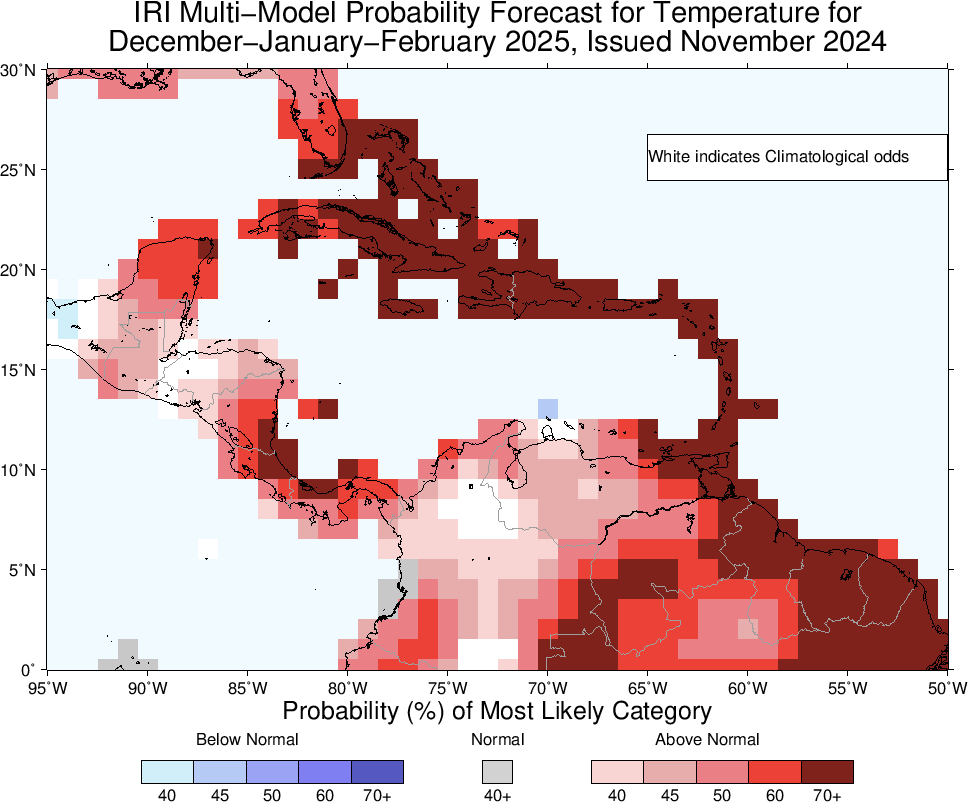 IRI Multi−Model Probability Forecast for Temperature for
December−January−February 2025, Issued November 2024
30°N
25°N
20°N
15°N
10°N
5°N
0°
White indicates Climatological odds
95°W 90°W 85°W 80°W 75°W 70°W 65°W 60°W 55°W 50°W
Probability (%) of Most Likely Category
Below Normal Normal Above Normal
40 45 50 60 70+ 40+ 40 45 50 60 70+